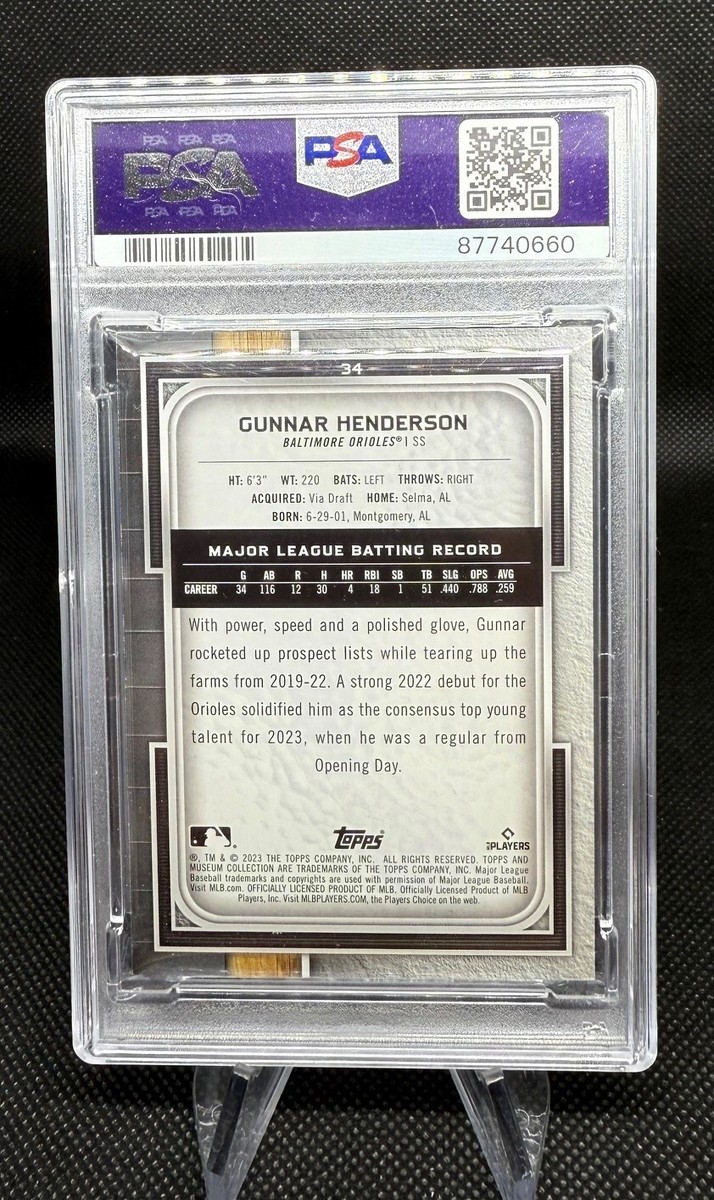 PSA PSA PSA
PSA
PSA PSA PSA
PSA
87740660
34
GUNNAR HENDERSON
BALTIMORE ORIOLES® | SS
HT: 6'3" WT: 220 BATS: LEFT THROWS: RIGHT
ACQUIRED: Via Draft HOME: Selma, AL
BORN: 6-29-01, Montgomery, AL
MAJOR LEAGUE BATTING RECORD
G AB R H HR RBI SB TB SLG OPS AVG
CAREER 34 116 12 30 4 18 1 51 .440 .788 .259
With power, speed and a polished glove, Gunnar
rocketed up prospect lists while tearing up the
farms from 2019-22. A strong 2022 debut for the
Orioles solidified him as the consensus top young
talent for 2023, when he was a regular from
Opening Day.
Topps®
MLBPLAYERS
®, TM & © 2023 THE TOPPS COMPANY, INC. ALL RIGHTS RESERVED. TOPPS AND
MUSEUM COLLECTION ARE TRADEMARKS OF THE TOPPS COMPANY, INC. Major League
Baseball trademarks and copyrights are used with permission of Major League Baseball.
Visit MLB.com. OFFICIALLY LICENSED PRODUCT OF MLB. Officially Licensed Product of MLB
Players, Inc. Visit MLBPLAYERS.COM, the Players Choice on the web.